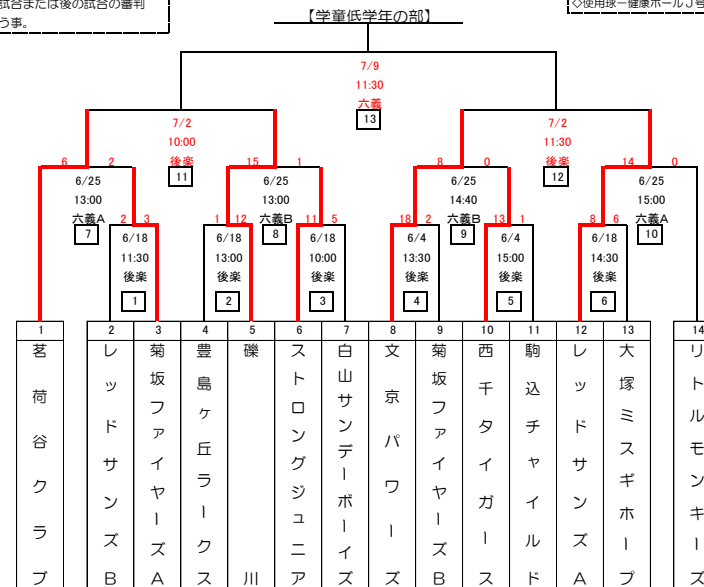 試合または後の試合の審判
う事。
【学童低学年の部】
◇使用球ー健康ボールJ号
7/9
11:30
六義
13
7/2
10:00
後楽
11
7/2
11:30
後楽
12
6 2
6/25
13:00
六義A
7
15 1
6/25
13:00
六義B
8
8 0
6/25
14:40
六義B
9
14 0
6/25
15:00
六義A
10
2 3
6/18
11:30
後楽
1
1 12
6/18
13:00
後楽
2
11 5
6/18
10:00
後楽
3
18 2
6/4
13:30
後楽
4
13 1
6/4
15:00
後楽
5
8 6
6/18
14:30
後楽
6
1
茗荷谷クラブ
2
レッドサンズB
3
菊坂ファイヤーズA
4
豊島ヶ丘ラークス
5
礫川
6
ストロングジュニア
7
白山サンデーボーイズ
8
文京パワーズ
9
菊坂ファイヤーズB
10
西千タイガース
11
駒込チャイルド
12
レッドサンズA
13
大塚ミスギホープ
14
リトルモンキーズ